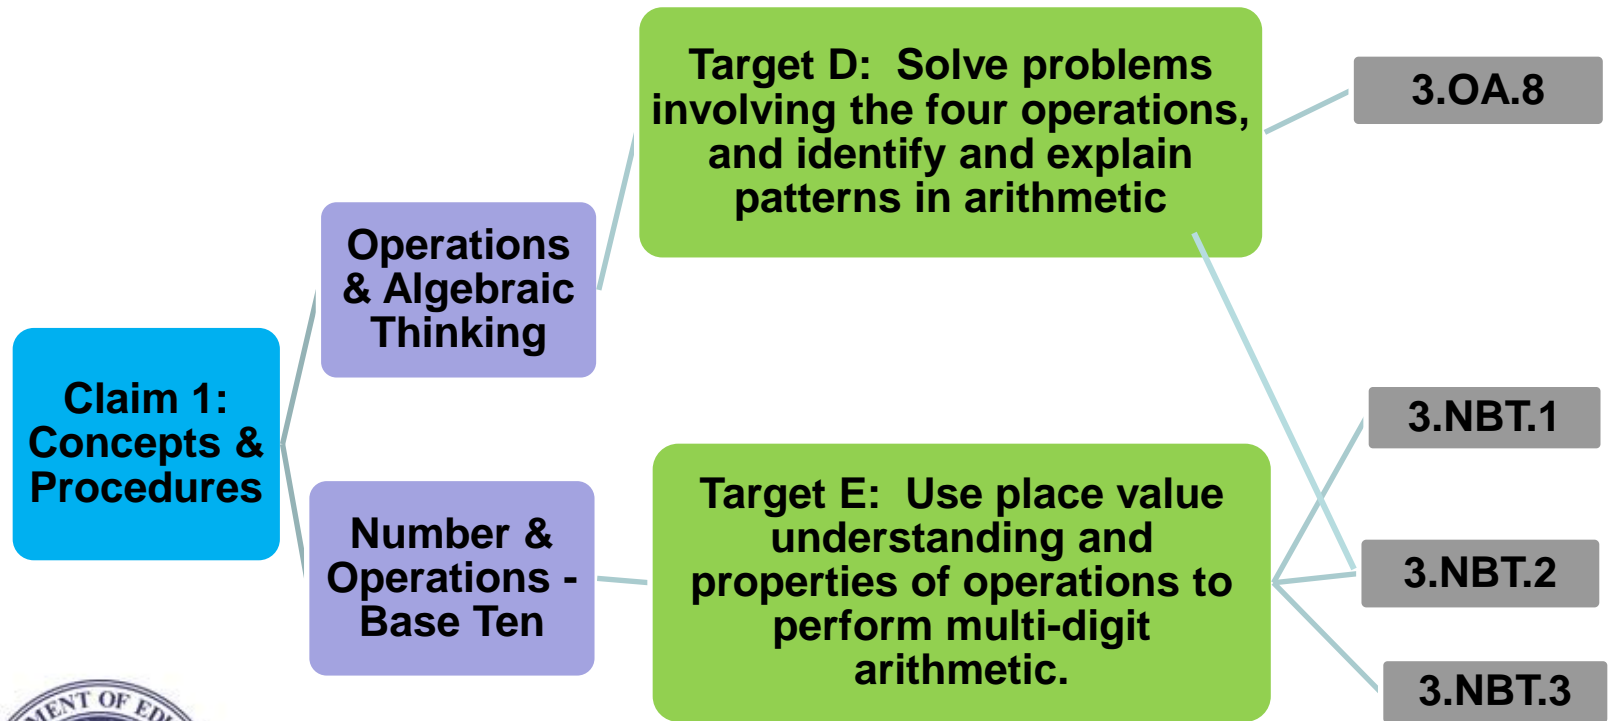 Claim 1:
Concepts &
Procedures
Operations
& Algebraic
Thinking
Number &
Operations -
Base Ten
Target D:  Solve problems
involving the four operations,
and identify and explain
patterns in arithmetic
Target E:  Use place value
understanding and
properties of operations to
perform multi-digit
arithmetic.
3.OA.8
3.NBT.1
3.NBT.2
3.NBT.3